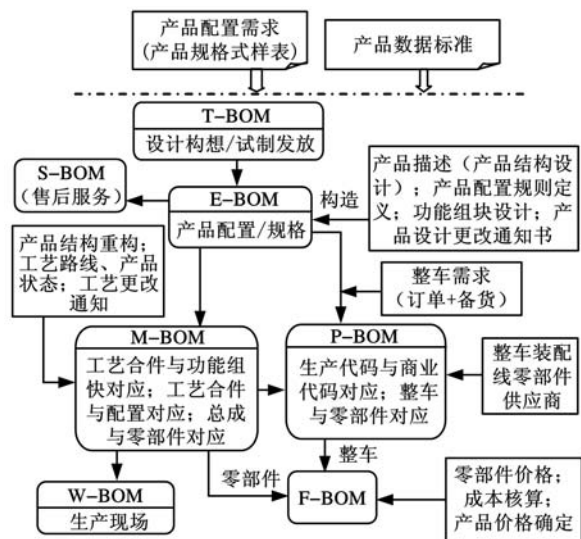 产品配置需求
(产品规格式样表)
产品数据标准
T-BOM
设计构想/试制发放
S-BOM
(售后服务)
E-BOM
产品配置/规格
构造
产品描述（产品结构设
计）；产品配置规则定
义；功能组块设计；产
品设计更改通知书
产品结构重构；
工艺路线、产品
状态；工艺更改
通知
整车需求
（订单+备货）
M-BOM
工艺合件与功能组
快对应；工艺合件
与配置对应；总成
与零部件对应
P-BOM
生产代码与商业
代码对应；整车
与零部件对应
整车装配
线零部件
供应商
零部件
整车
W-BOM
生产现场
F-BOM
零部件价格；
成本核算；
产品价格确定